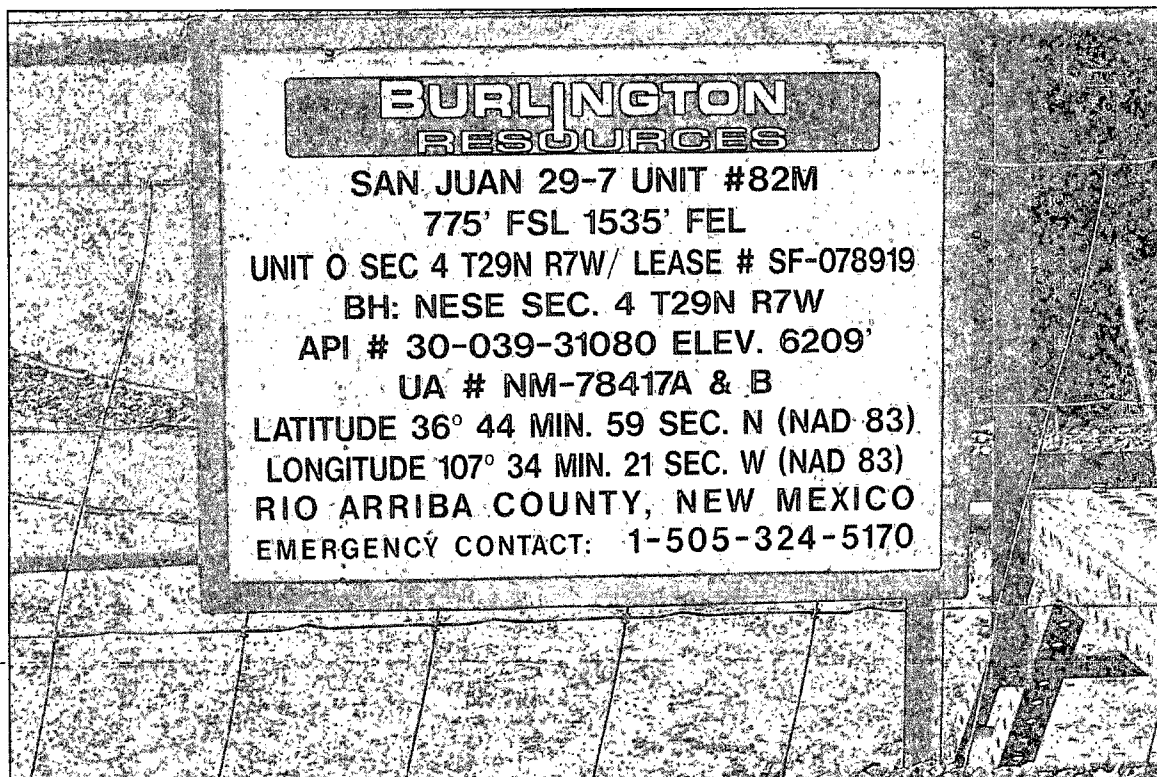 BURLINGTON
RESOURCES
SAN JUAN 29-7 UNIT #82M
775' FSL 1535' FEL
UNIT O SEC 4 T29N R7W/ LEASE # SF-078919
BH: NESE SEC. 4 T29N R7W
API # 30-039-31080 ELEV. 6209'
UA # NM-78417A & B
LATITUDE 36° 44 MIN. 59 SEC. N (NAD 83)
LONGITUDE 107° 34 MIN. 21 SEC. W (NAD 83)
RIO ARRIBA COUNTY, NEW MEXICO
EMERGENCY CONTACT: 1-505-324-5170